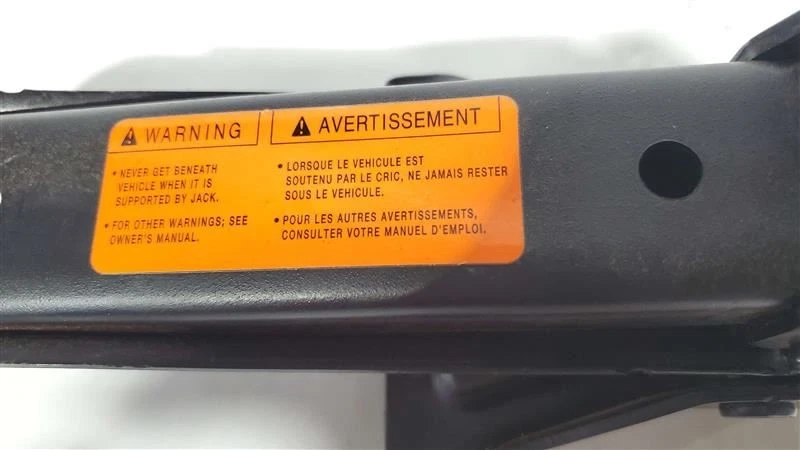 WARNING
• NEVER GET BENEATH
VEHICLE WHEN IT IS
SUPPORTED BY JACK.
• FOR OTHER WARNINGS; SEE
OWNER'S MANUAL.
AVERTISSEMENT
• LORSQUE LE VEHICULE EST
SOUTENU PAR LE CRIC, NE JAMAIS RESTER
SOUS LE VEHICULE.
• POUR LES AUTRES AVERTISSEMENTS,
CONSULTER VOTRE MANUEL D'EMPLOI.